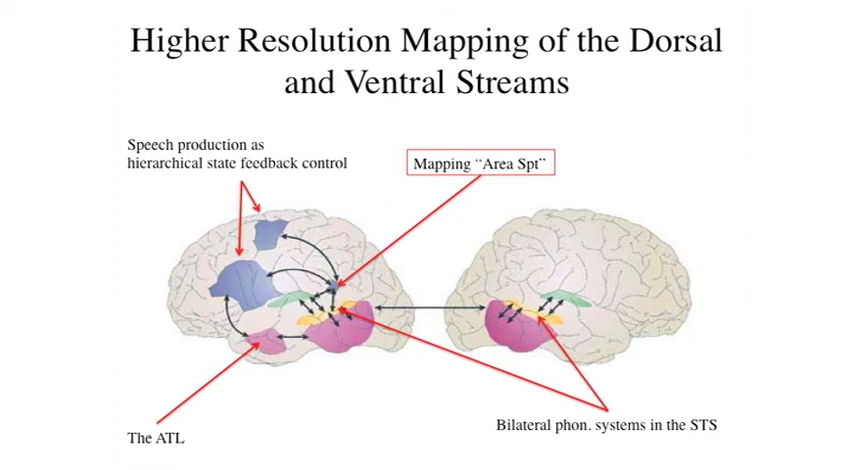 Higher Resolution Mapping of the Dorsal
and Ventral Streams
Speech production as
hierarchical state feedback control
Mapping “Area Spt”
Bilateral phon. systems in the STS
The ATL